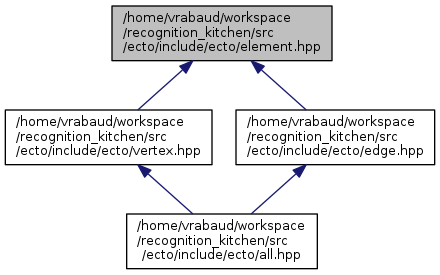 /home/vrabaud/workspace
/recognition_kitchen/src
/ecto/include/ecto/element.hpp
/home/vrabaud/workspace
/recognition_kitchen/src
/ecto/include/ecto/vertex.hpp
/home/vrabaud/workspace
/recognition_kitchen/src
/ecto/include/ecto/edge.hpp
/home/vrabaud/workspace
/recognition_kitchen/src
/ecto/include/ecto/all.hpp